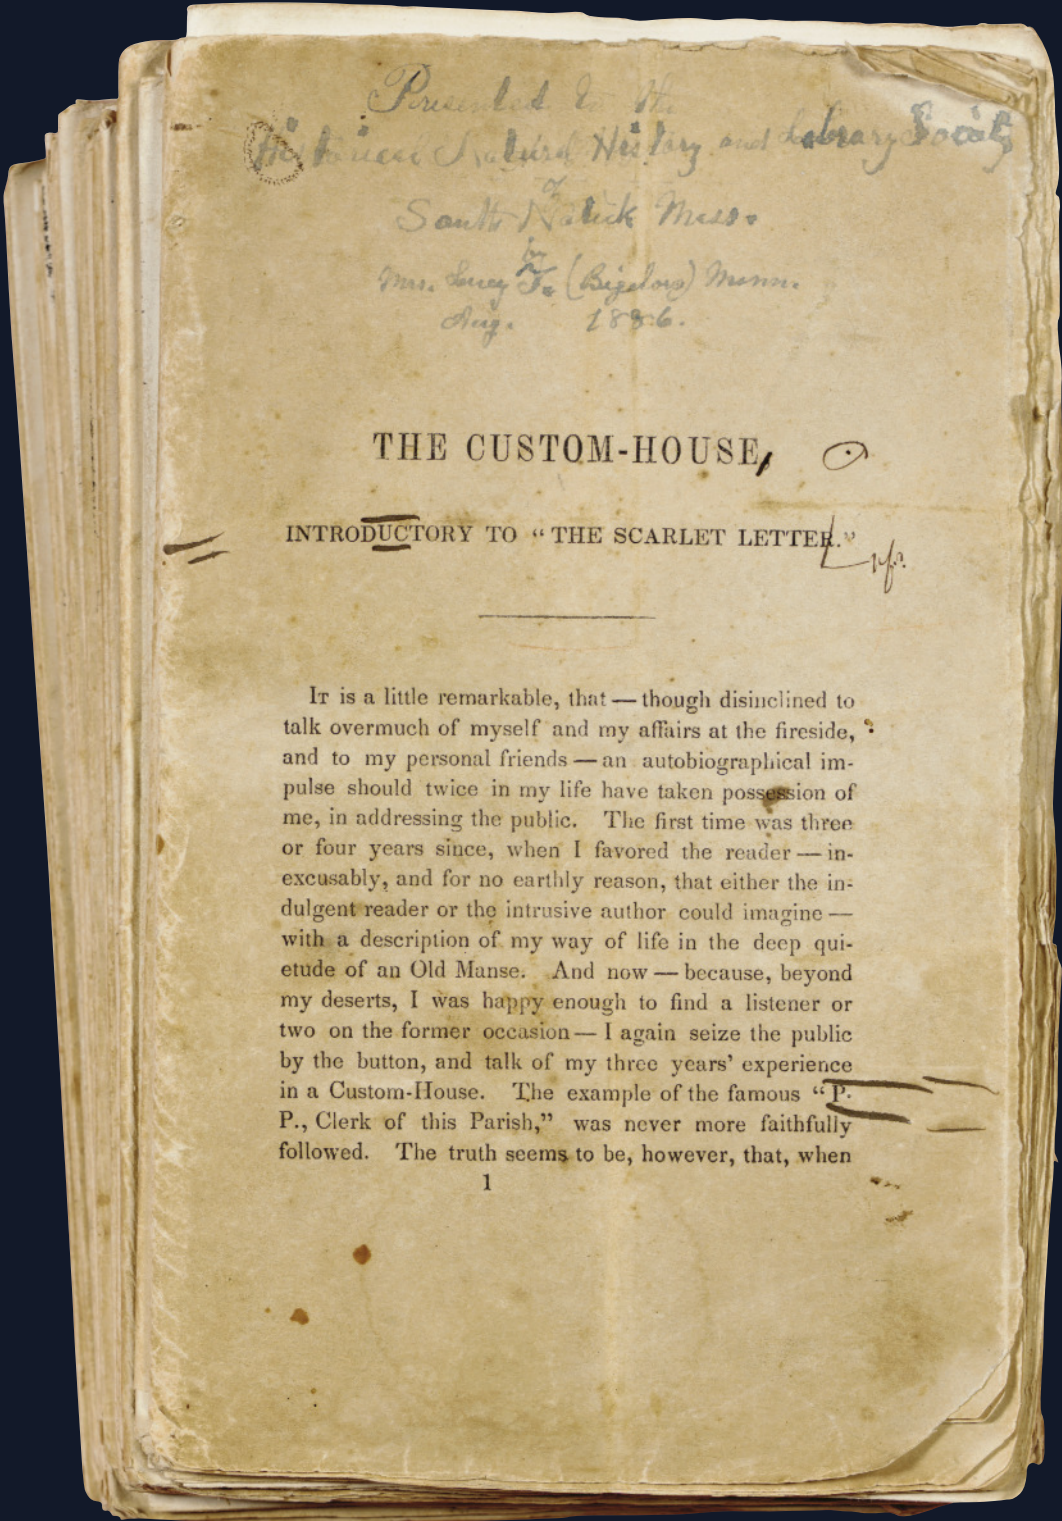 Presented to the
Historical Natural History and Library Society
of
South Natick Mass.
by
Mrs. Lucy F. (Bigelow) Munn.
Aug. 1886.
THE CUSTOM-HOUSE,
INTRODUCTORY TO “THE SCARLET LETTER.”
IT is a little remarkable, that — though disinclined to
talk overmuch of myself and my affairs at the fireside,
and to my personal friends — an autobiographical im-
pulse should twice in my life have taken possession of
me, in addressing the public. The first time was three
or four years since, when I favored the reader — in-
excusably, and for no earthly reason, that either the in-
dulgent reader or the intrusive author could imagine —
with a description of my way of life in the deep qui-
etude of an Old Manse. And now — because, beyond
my deserts, I was happy enough to find a listener or
two on the former occasion — I again seize the public
by the button, and talk of my three years’ experience
in a Custom-House. The example of the famous “P.
P., Clerk of this Parish,” was never more faithfully
followed. The truth seems to be, however, that, when
1